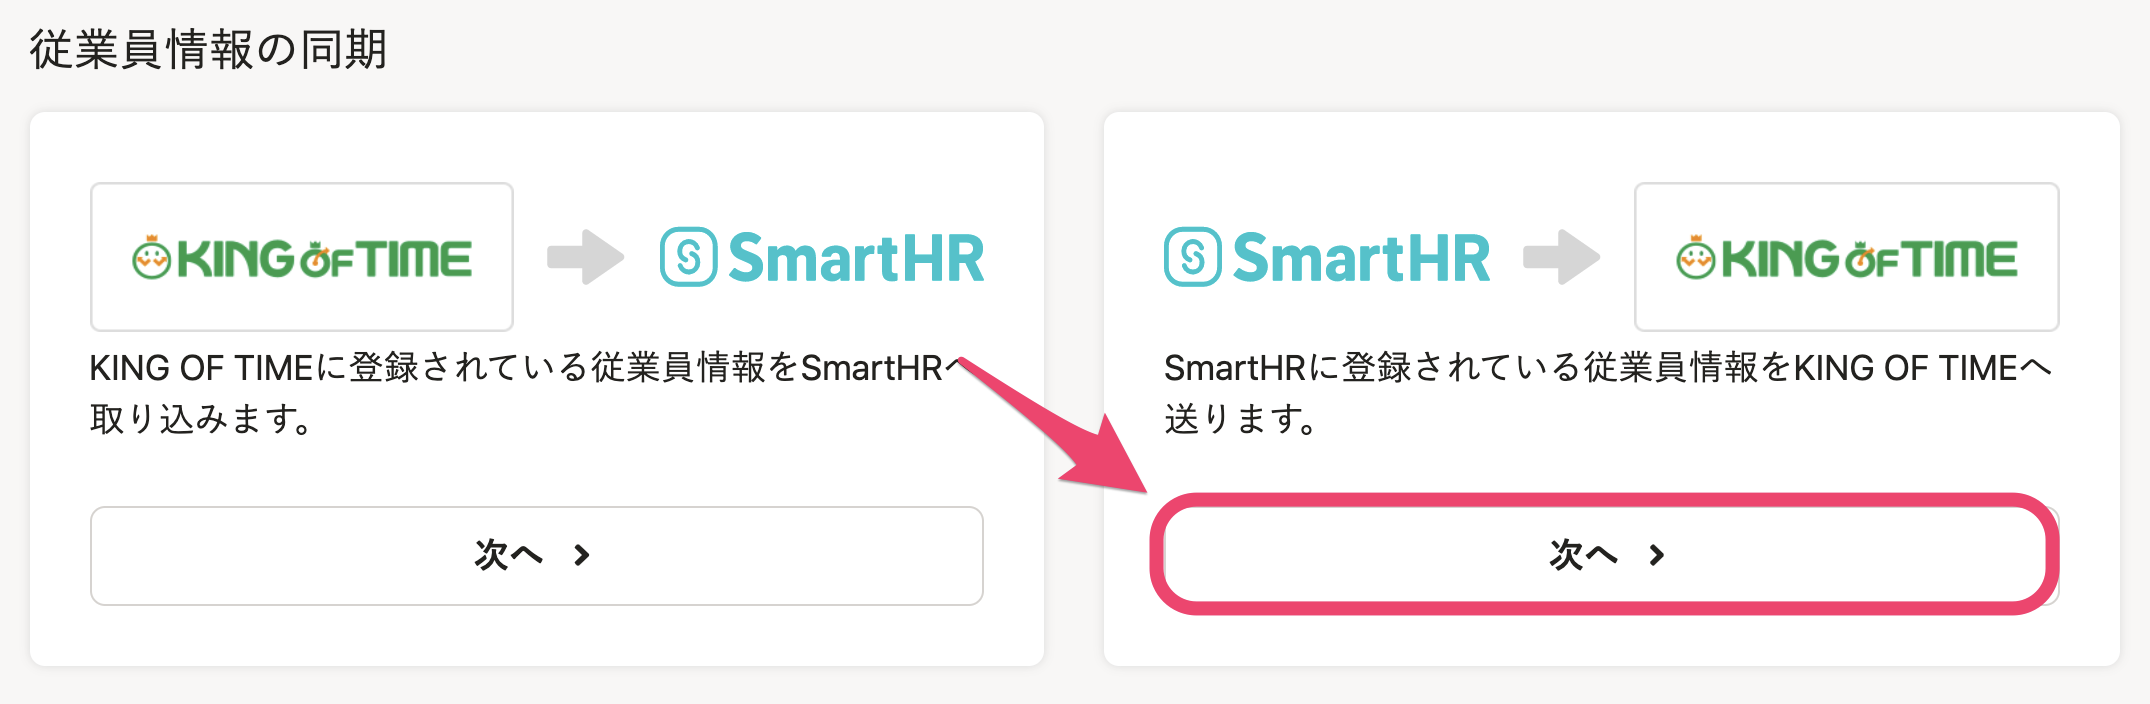 従業員情報の同期
KING OF TIME
SmartHR
KING OF TIMEに登録されている従業員情報をSmartHRへ
取り込みます。
次へ
SmartHR
KING OF TIME
SmartHRに登録されている従業員情報をKING OF TIMEへ
送ります。
次へ